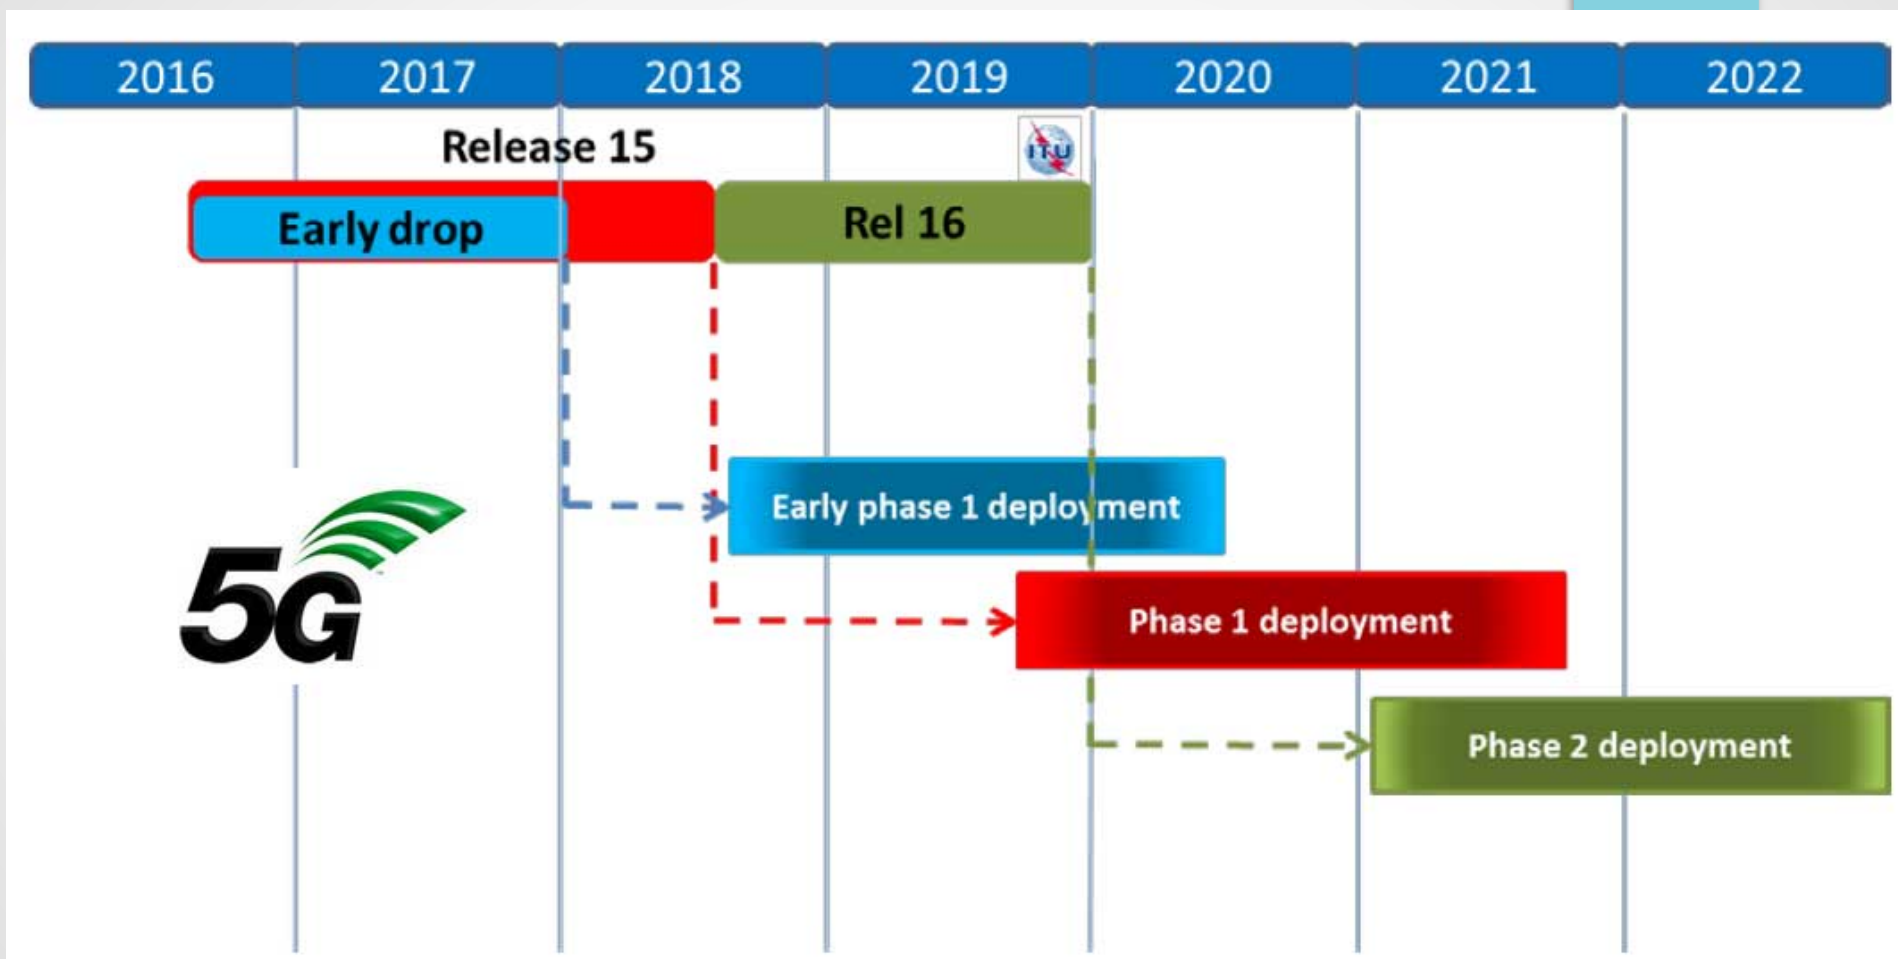 2016 2017 2018 2019 2020 2021 2022
Release 15
ITU
Early drop
Rel 16
Early phase 1 deployment
5G
Phase 1 deployment
Phase 2 deployment